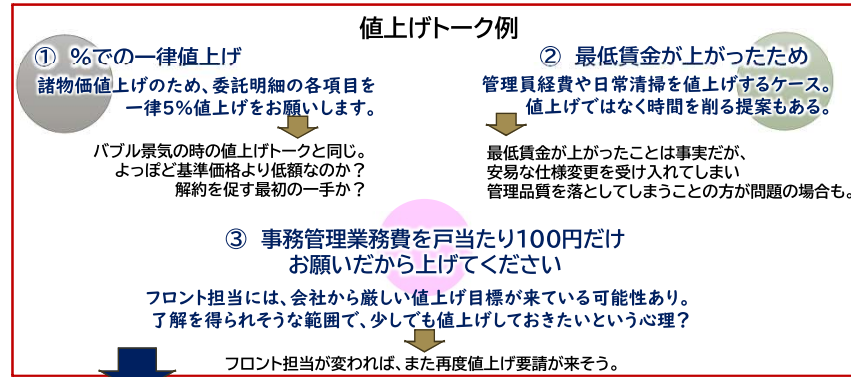 値上げトーク例
① %での一律値上げ
諸物価値上げのため、委託明細の各項目を
一律5%値上げをお願いします。
バブル景気の時の値上げトークと同じ。
よっぽど基準価格より低額なのか？
解約を促す最初の一手か？
② 最低賃金が上がったため
管理員経費や日常清掃を値上げするケース。
値上げではなく時間を削る提案もある。
最低賃金が上がったことは事実だが、
安易な仕様変更を受け入れてしまい
管理品質を落としてしまうことの方が問題の場合も。
③ 事務管理業務費を戸当たり100円だけ
お願いだから上げてください
フロント担当には、会社から厳しい値上げ目標が来ている可能性あり。
了解を得られそうな範囲で、少しでも値上げしておきたいという心理？
フロント担当が変われば、また再度値上げ要請が来そう。